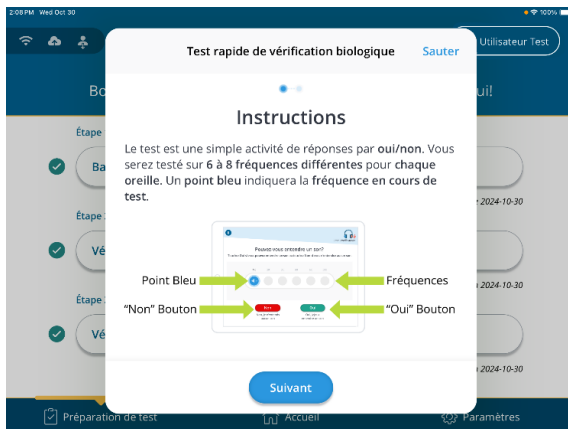 2:08 PM Wed Oct 30
100%
Test rapide de vérification biologique
Sauter
Utilisateur Test
Bo
ui!
Instructions
Étape
Le test est une simple activité de réponses par oui/non. Vous
serez testé sur 6 à 8 fréquences différentes pour chaque
oreille. Un point bleu indiquera la fréquence en cours de
test.
Ba
2024-10-30
Étape
Pouvez-vous entendre un son?
Point Bleu
Fréquences
Vé
"Non" Bouton
"Oui" Bouton
2024-10-30
Étape
Vé
2024-10-30
Suivant
Préparation de test
Accueil
Paramètres